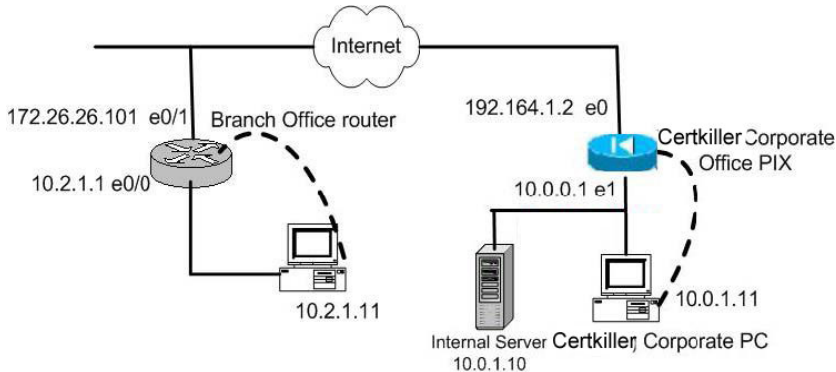 Internet
172.26.26.101 e0/1
Branch Office router
10.2.1.1 e0/0
10.2.1.11
192.164.1.2 e0
Certkiller Corporate
Office PIX
10.0.0.1 e1
10.0.1.11
Internal Server
10.0.1.10
Certkiller, Corporate PC